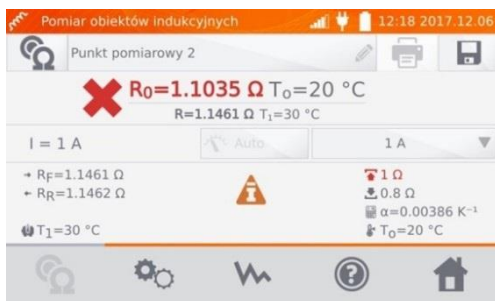 Pomiar obiektów indukcyjnych 12:18 2017.12.06
Punkt pomiarowy 2
R₀=1.1035 Ω T₀=20 °C
R=1.1461 Ω T₁=30 °C
I = 1 A Auto 1 A
→ RF=1.1461 Ω 1 Ω
← RR=1.1462 Ω 0.8 Ω
α=0.00386 K⁻¹
T₁=30 °C T₀=20 °C